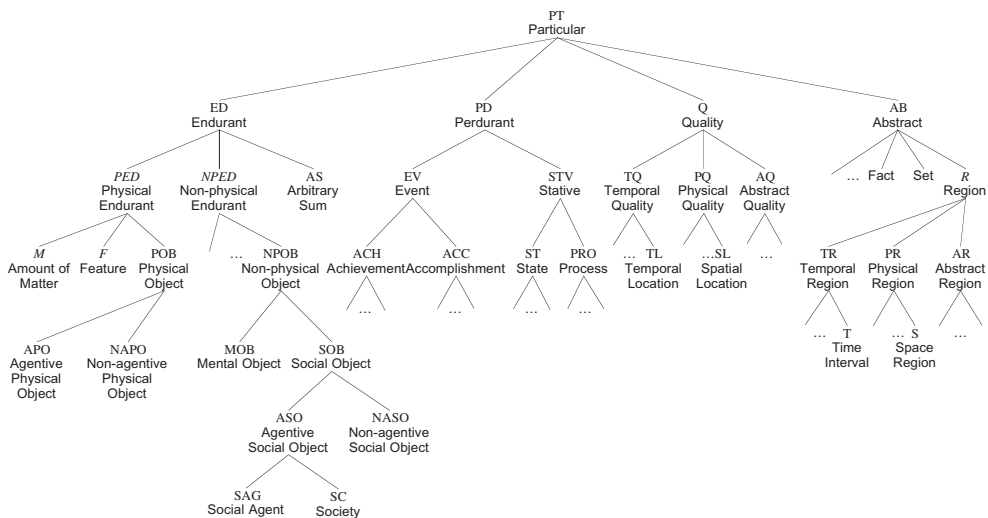 PT
Particular
ED PD Q AB
Endurant Perdurant Quality Abstract
PED NPED AS EV STV TQ PQ AQ … Fact Set R
Physical Non-physical Arbitrary Event Stative Temporal Physical Abstract Region
Endurant Endurant Sum Quality Quality Quality
M F POB … NPOB ACH ACC ST PRO … TL …SL … TR PR AR
Amount of Feature Physical Non-physical Achievement Accomplishment State Process Temporal Spatial Temporal Physical Abstract
Matter Object Object Location Location Region Region Region
… … … …
… T … S …
Time Space
Interval Region
APO NAPO MOB SOB
Agentive Non-agentive Mental Object Social Object
Physical Physical
Object Object
ASO NASO
Agentive Non-agentive
Social Object Social Object
SAG SC
Social Agent Society